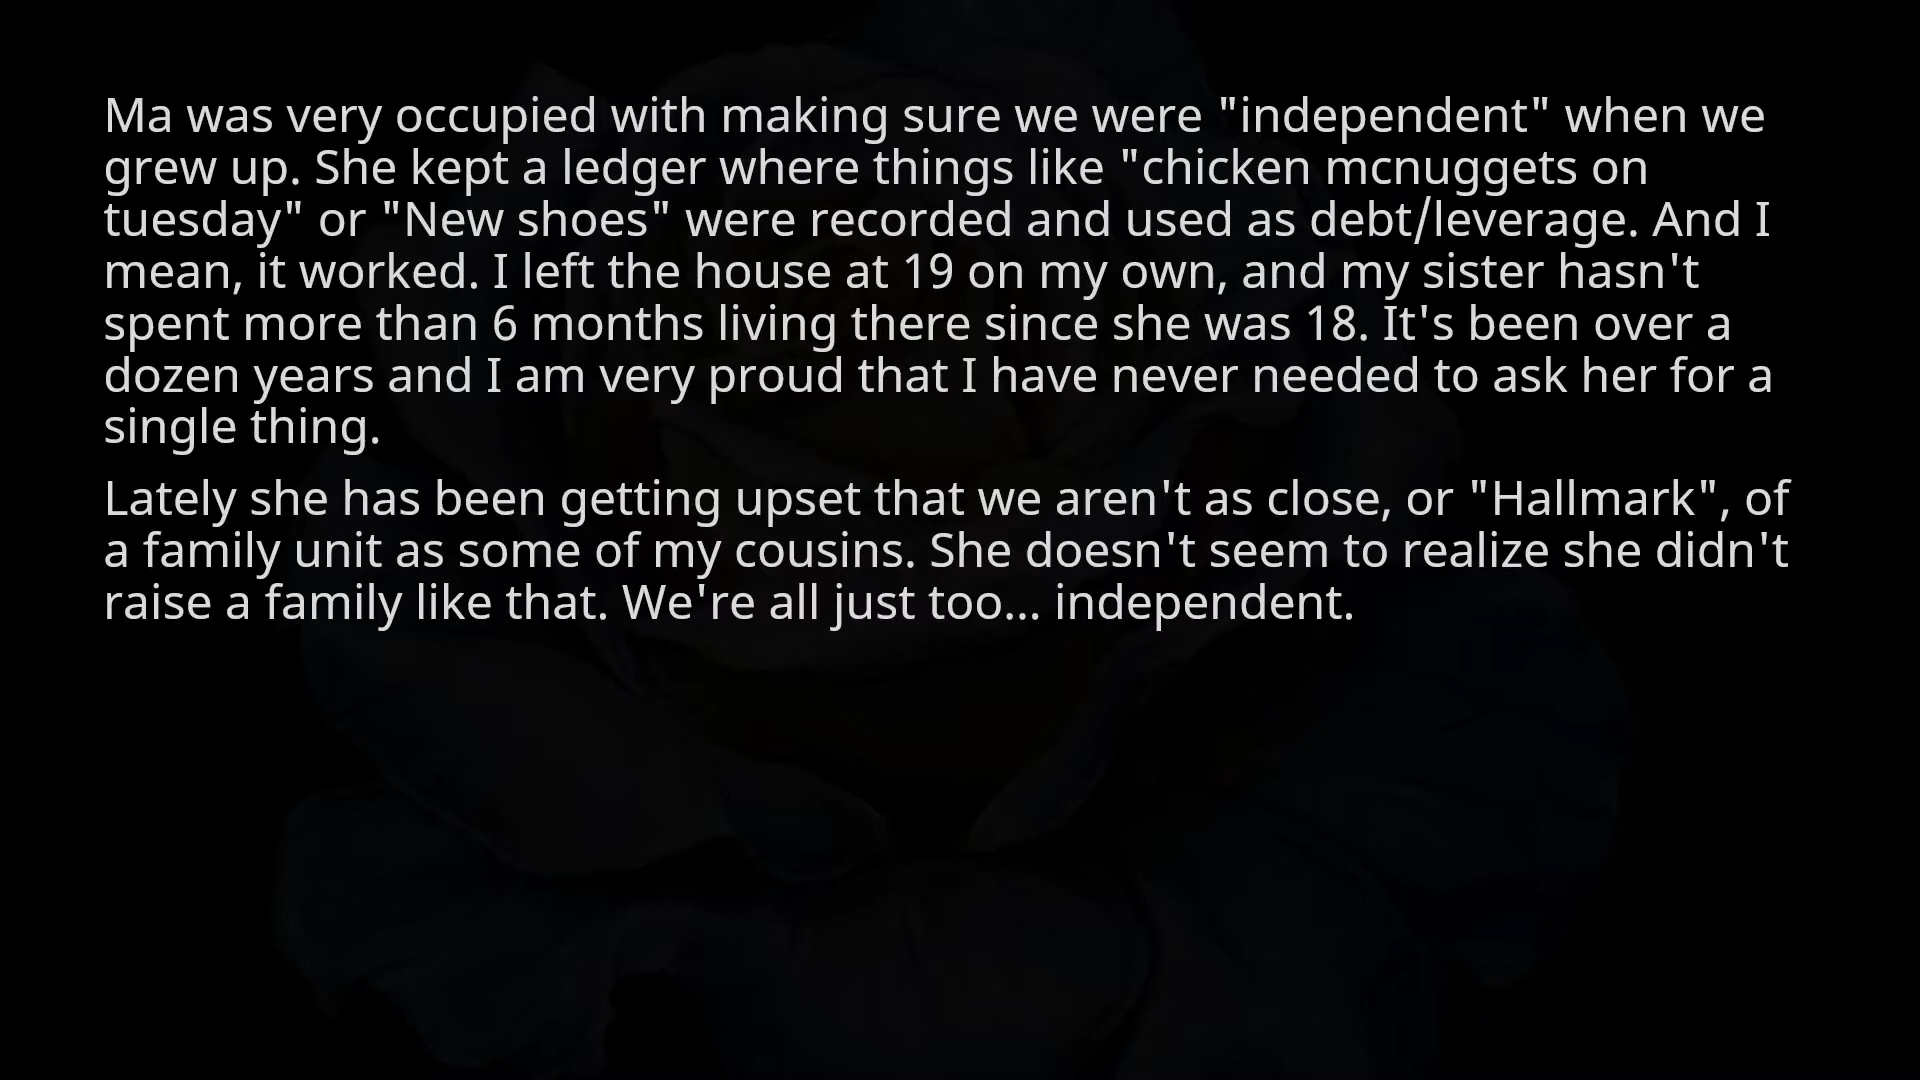 Ma was very occupied with making sure we were "independent" when we
grew up. She kept a ledger where things like "chicken mcnuggets on
tuesday" or "New shoes" were recorded and used as debt/leverage. And I
mean, it worked. I left the house at 19 on my own, and my sister hasn't
spent more than 6 months living there since she was 18. It's been over a
dozen years and I am very proud that I have never needed to ask her for a
single thing.
Lately she has been getting upset that we aren't as close, or "Hallmark", of
a family unit as some of my cousins. She doesn't seem to realize she didn't
raise a family like that. We're all just too... independent.